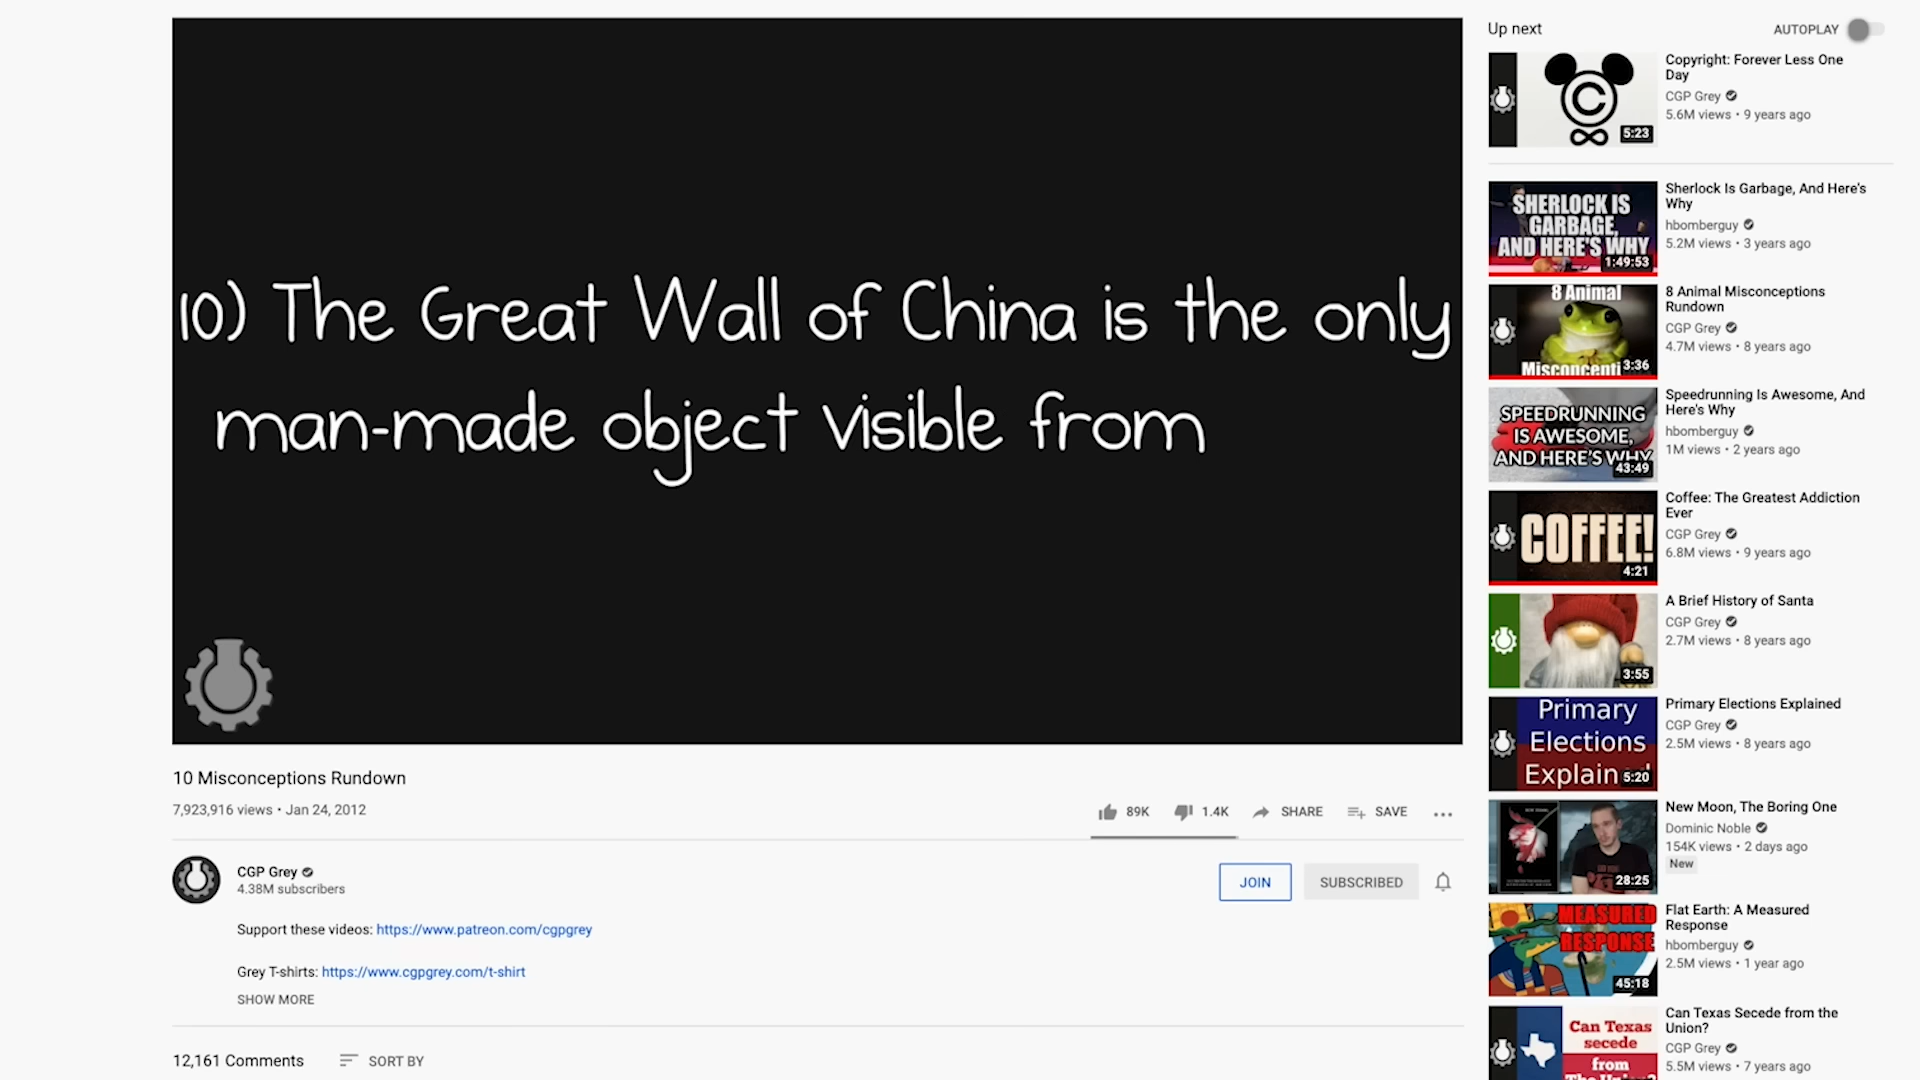 10) The Great Wall of China is the only
man-made object visible from
10 Misconceptions Rundown
7,923,916 views • Jan 24, 2012
89K
1.4K
SHARE
SAVE
CGP Grey
4.38M subscribers
JOIN
SUBSCRIBED
Support these videos: https://www.patreon.com/cgpgrey
Grey T-shirts: https://www.cgpgrey.com/t-shirt
SHOW MORE
12,161 Comments
SORT BY
Up next
AUTOPLAY
5:23
Copyright: Forever Less One
Day
CGP Grey
5.6M views • 9 years ago
SHERLOCK IS
GARBAGE,
AND HERE'S WHY
1:49:53
Sherlock Is Garbage, And Here's
Why
hbomberguy
5.2M views • 3 years ago
8 Animal
Misconcepti
3:36
8 Animal Misconceptions
Rundown
CGP Grey
4.7M views • 8 years ago
SPEEDRUNNING
IS AWESOME,
AND HERE'S WHY
43:49
Speedrunning Is Awesome, And
Here's Why
hbomberguy
1M views • 2 years ago
COFFEE!
4:21
Coffee: The Greatest Addiction
Ever
CGP Grey
6.8M views • 9 years ago
3:55
A Brief History of Santa
CGP Grey
2.7M views • 8 years ago
Primary
Elections
Explain
5:20
Primary Elections Explained
CGP Grey
2.5M views • 8 years ago
28:25
New Moon, The Boring One
Dominic Noble
154K views • 2 days ago
New
MEASURED
RESPONSE
45:18
Flat Earth: A Measured
Response
hbomberguy
2.5M views • 1 year ago
Can Texas
secede
from
Can Texas Secede from the
Union?
CGP Grey
5.5M views • 7 years ago